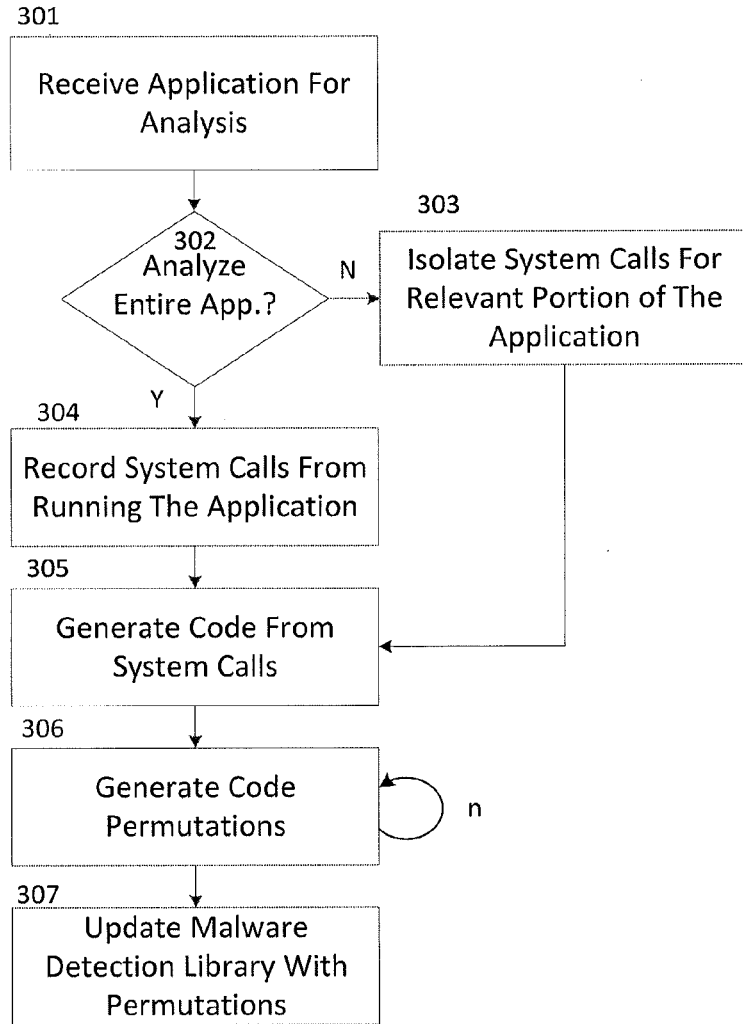 301
Receive Application For
Analysis
302
Analyze
Entire App.?
N
303
Isolate System Calls For
Relevant Portion of The
Application
Y
304
Record System Calls From
Running The Application
305
Generate Code From
System Calls
306
Generate Code
Permutations
n
307
Update Malware
Detection Library With
Permutations